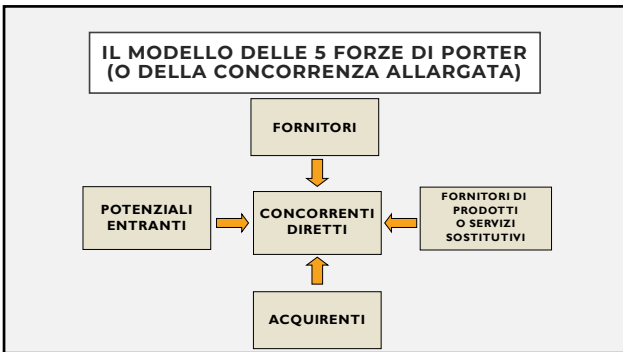 IL MODELLO DELLE 5 FORZE DI PORTER
(O DELLA CONCORRENZA ALLARGATA)
FORNITORI
POTENZIALI
ENTRANTI
CONCORRENTI
DIRETTI
FORNITORI DI
PRODOTTI
O SERVIZI
SOSTITUTIVI
ACQUIRENTI